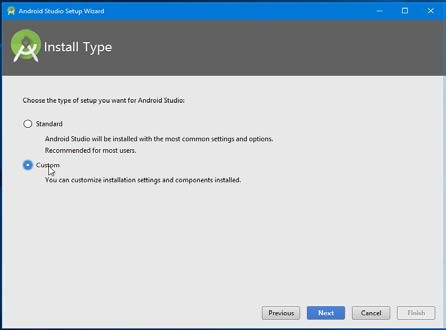 Android Studio Setup Wizard
Install Type
Choose the type of setup you want for Android Studio:
Standard
Android Studio will be installed with the most common settings and options.
Recommended for most users.
Custom
You can customize installation settings and components installed.
Previous Next Cancel Finish